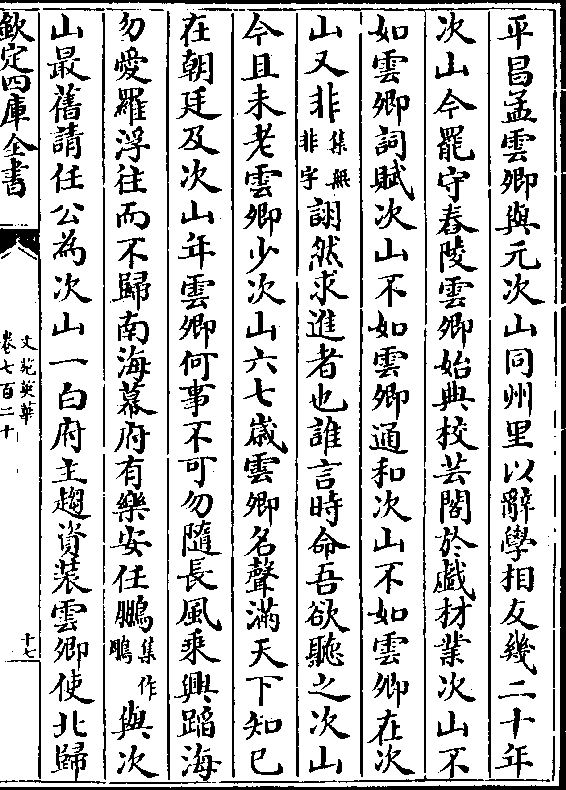 平昌孟雲卿與元次山同州里以辭學相友幾二十年
次山今罷守舂陵雲卿始典校芸閣於戯材業次山不
如雲卿詞賦次山不如雲卿通和次山不如雲卿在次
山又非集無非字詡然求進者也誰言時命吾欲聽之次山
今且未老雲卿少次山六七歲雲卿名聲滿天下知已
在朝廷及次山年雲卿何事不可勿隨長風乘興蹈海
勿愛羅浮往而不歸南海幕府有樂安任鵬集作鵾與次
山最舊請任公為次山一白府主趨資裝雲卿使北歸
欽定四庫全書
文苑英華
卷七百二十
十七